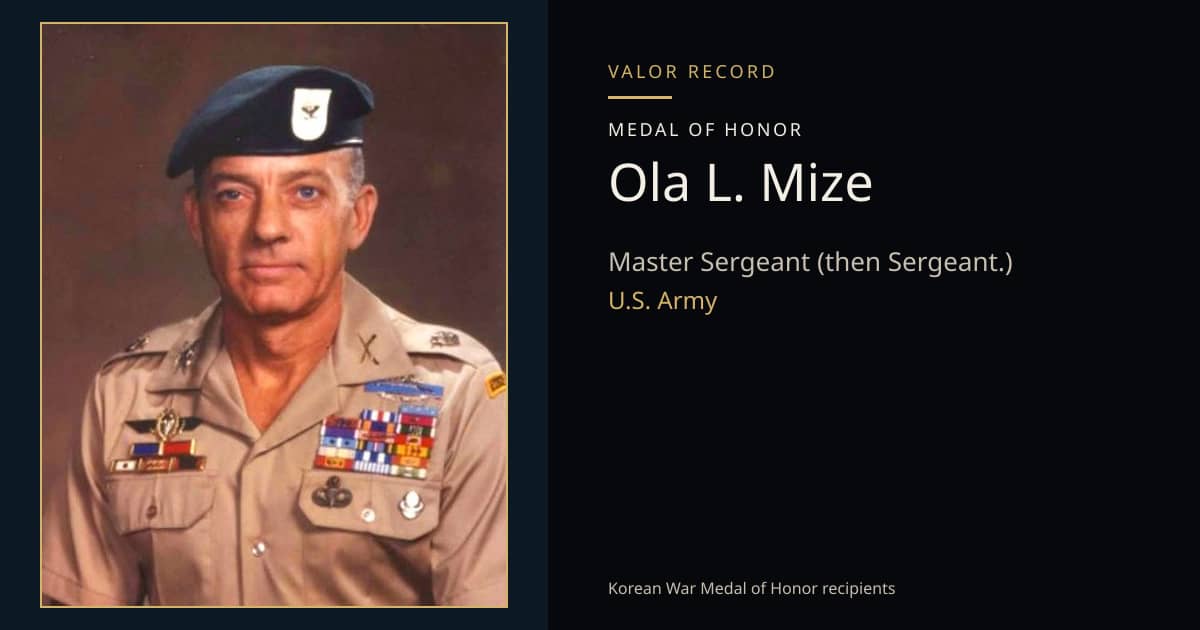 VALOR RECORD
MEDAL OF HONOR
Ola L. Mize
Master Sergeant (then Sergeant.)
U.S. Army
Korean War Medal of Honor recipients